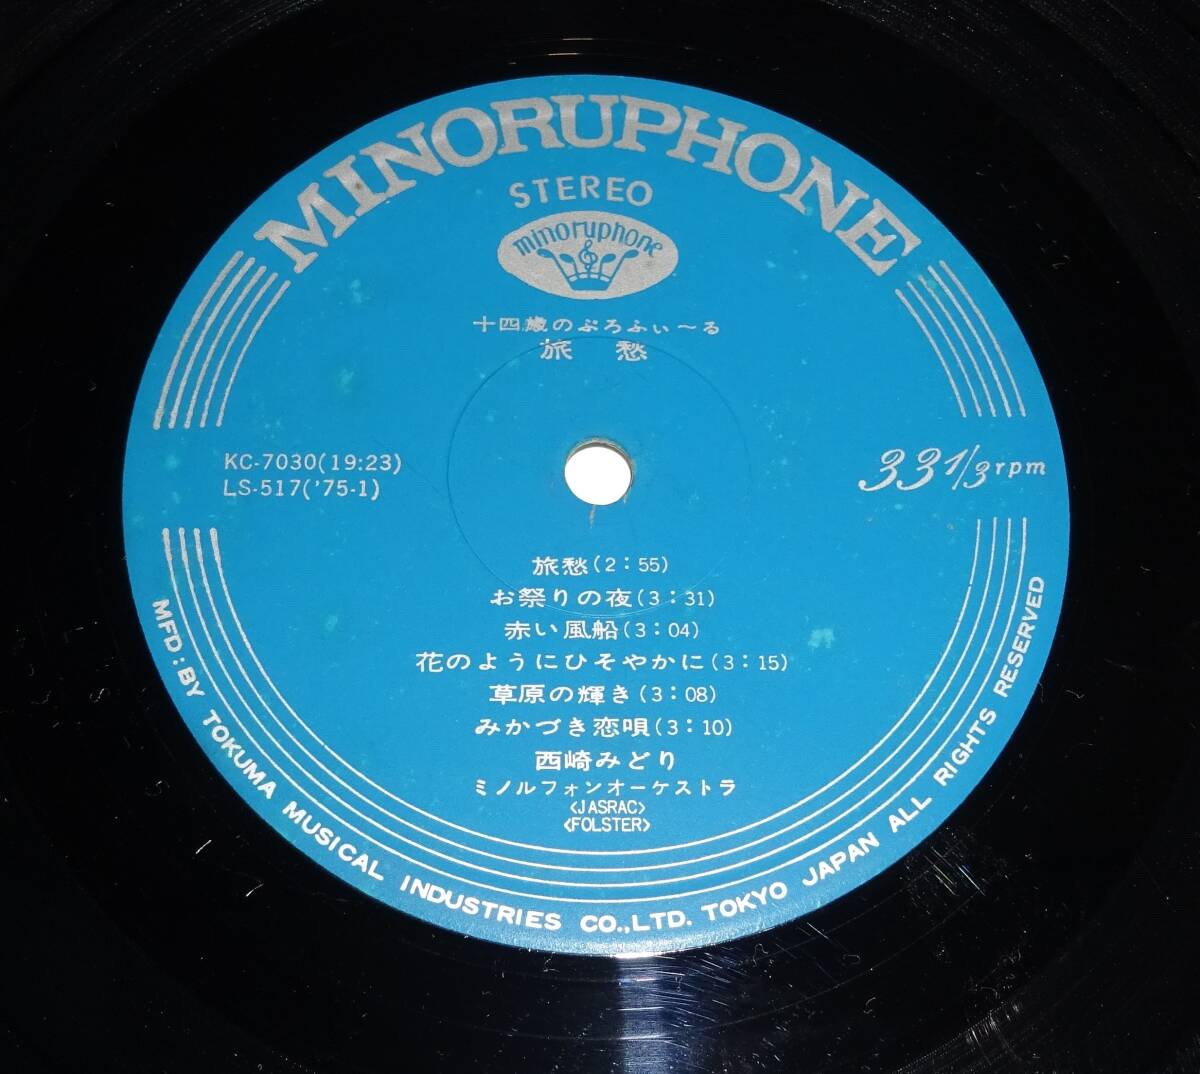 MINORUPHONE
STEREO
minoruphone
十四歳のぷろふぃ〜る
旅愁
KC-7030(19:23)
LS-517('75-1)
33 1/3 rpm
旅愁(2:55)
お祭りの夜(3:31)
赤い風船(3:04)
花のようにひそやかに(3:15)
草原の輝き(3:08)
みかづき恋唄(3:10)
西崎みどり
ミノルフォンオーケストラ
<JASRAC>
<FOLSTER>
MFD:BY TOKUMA MUSICAL INDUSTRIES CO.,LTD. TOKYO JAPAN ALL RIGHTS RESERVED